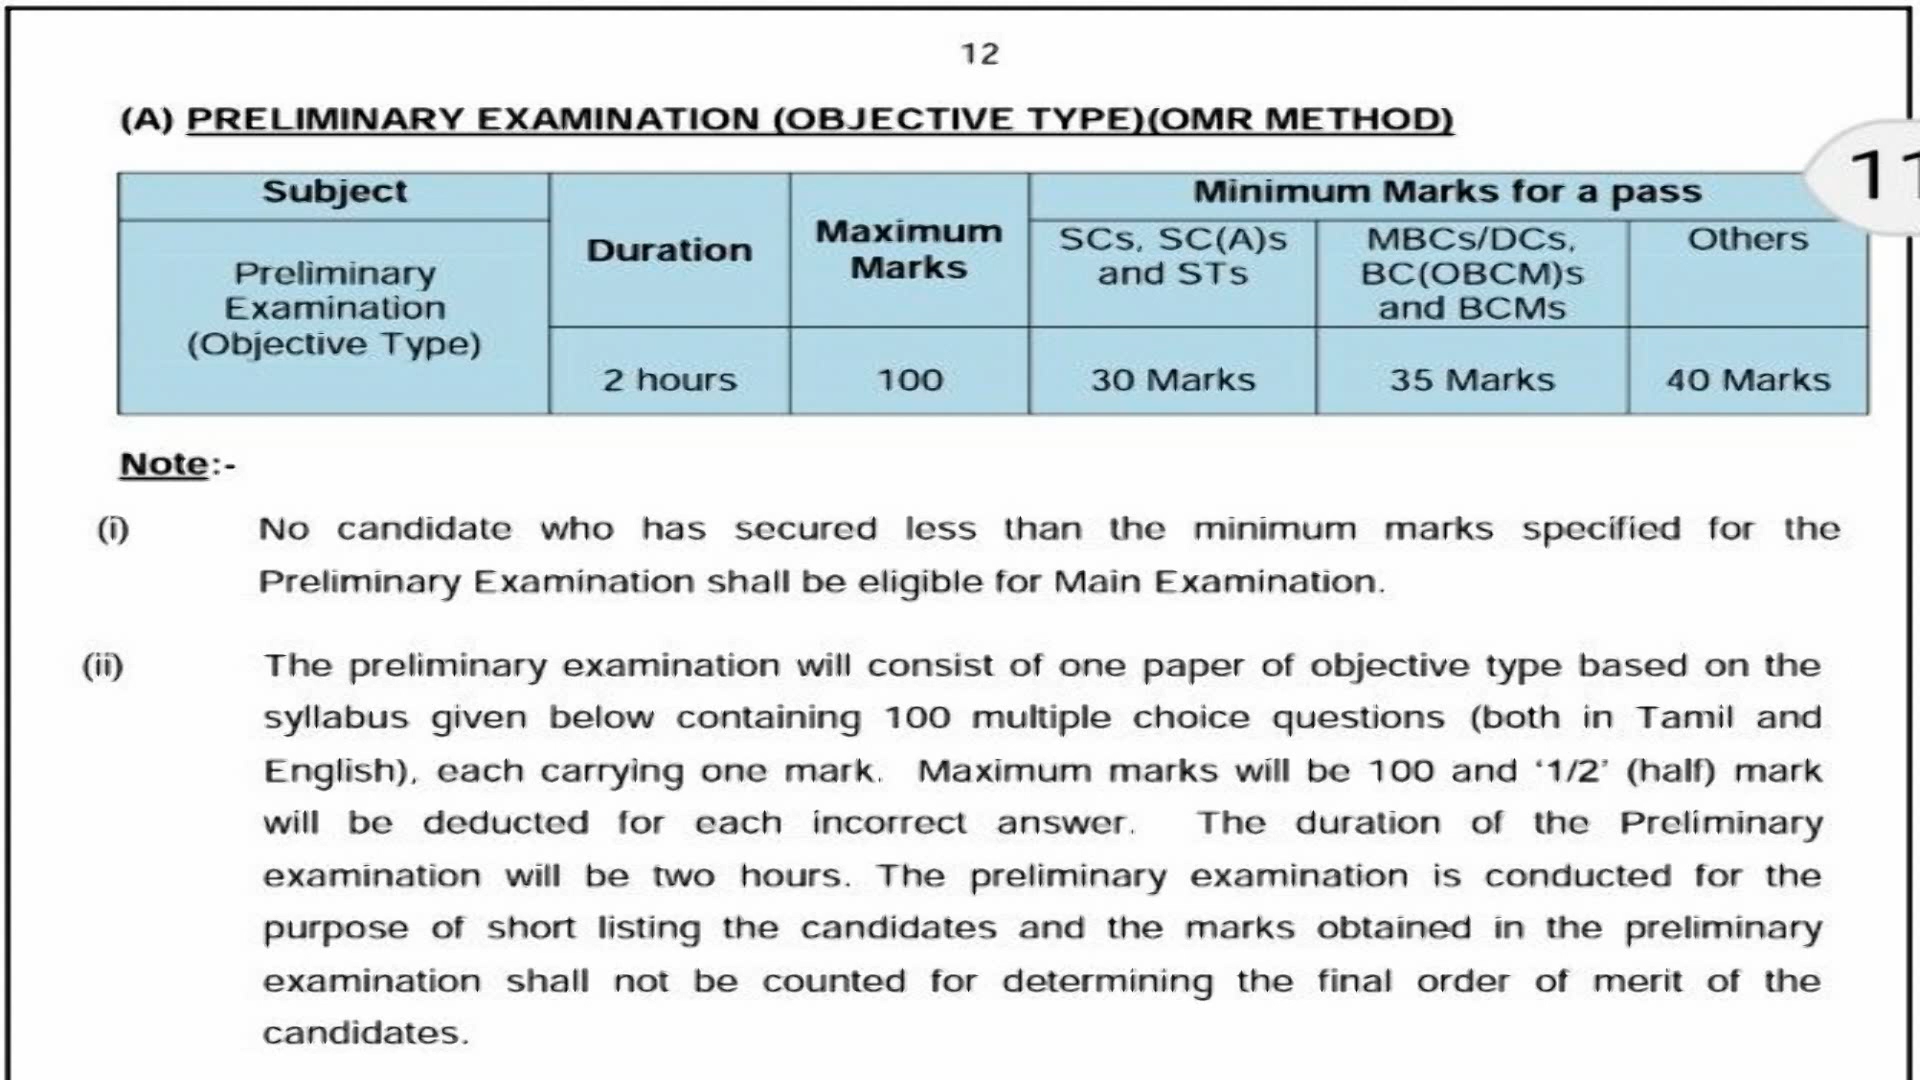 12
(A) PRELIMINARY EXAMINATION (OBJECTIVE TYPE)(OMR METHOD)
11
Subject
Duration
Maximum
Marks
Minimum Marks for a pass
Preliminary
Examination
(Objective Type)
SCs, SC(A)s
and STs
MBCs/DCs,
BC(OBCM)s
and BCMs
Others
2 hours
100
30 Marks
35 Marks
40 Marks
Note:-
(i) No candidate who has secured less than the minimum marks specified for the
Preliminary Examination shall be eligible for Main Examination.
(ii) The preliminary examination will consist of one paper of objective type based on the
syllabus given below containing 100 multiple choice questions (both in Tamil and
English), each carrying one mark. Maximum marks will be 100 and ‘1/2’ (half) mark
will be deducted for each incorrect answer. The duration of the Preliminary
examination will be two hours. The preliminary examination is conducted for the
purpose of short listing the candidates and the marks obtained in the preliminary
examination shall not be counted for determining the final order of merit of the
candidates.